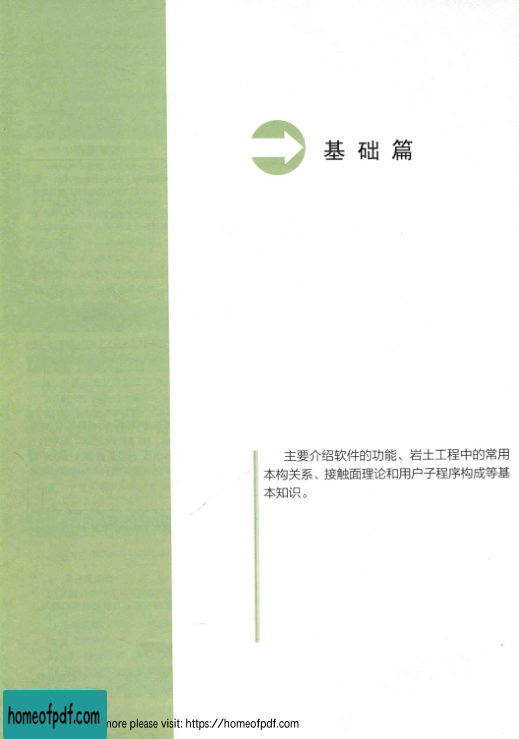 基础篇
主要介绍软件的功能、岩土工程中的常用
本构关系、接触面理论和用户子程序构成等基
本知识。
homeofpdf.com
more please visit: https://homeofpdf.com